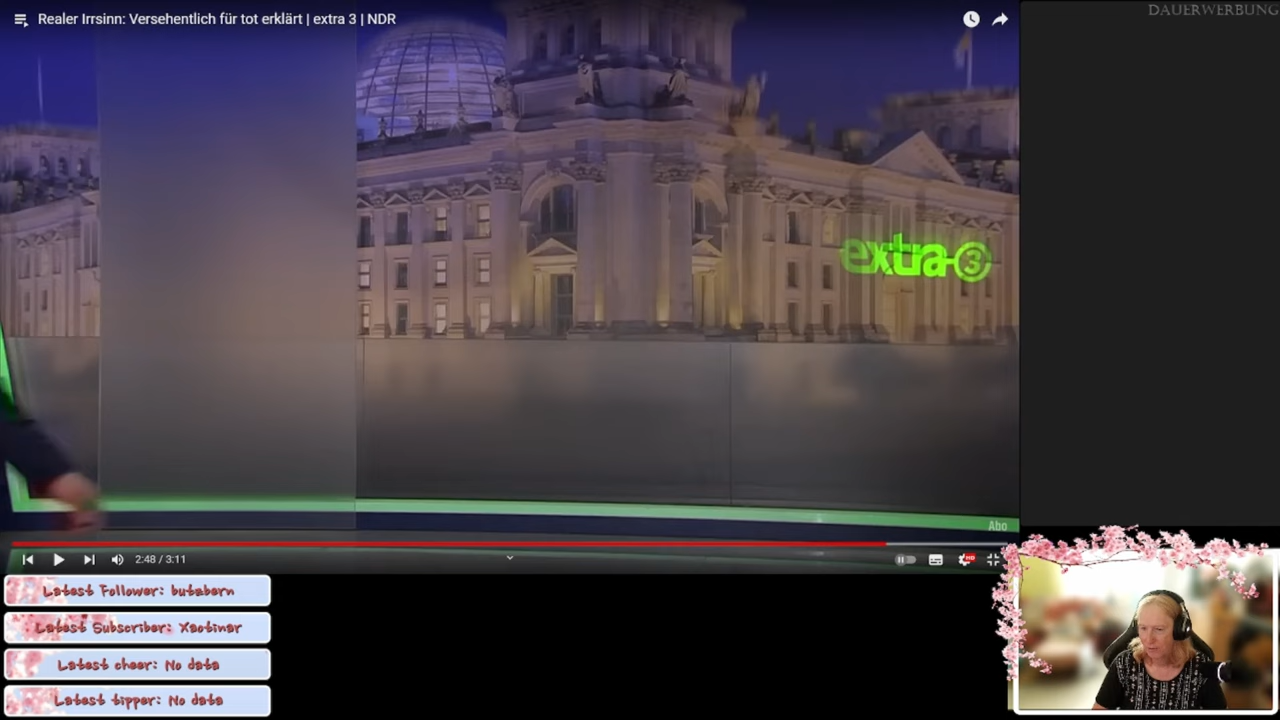 Realer Irrsinn: Versehentlich für tot erklärt | extra 3 | NDR
DAUERWERBUNG
extra 3
Abo
2:48 / 3:11
HD
Latest Follower: butabern
Latest Subscriber: Xaotinar
Latest cheer: No data
Latest tipper: No data